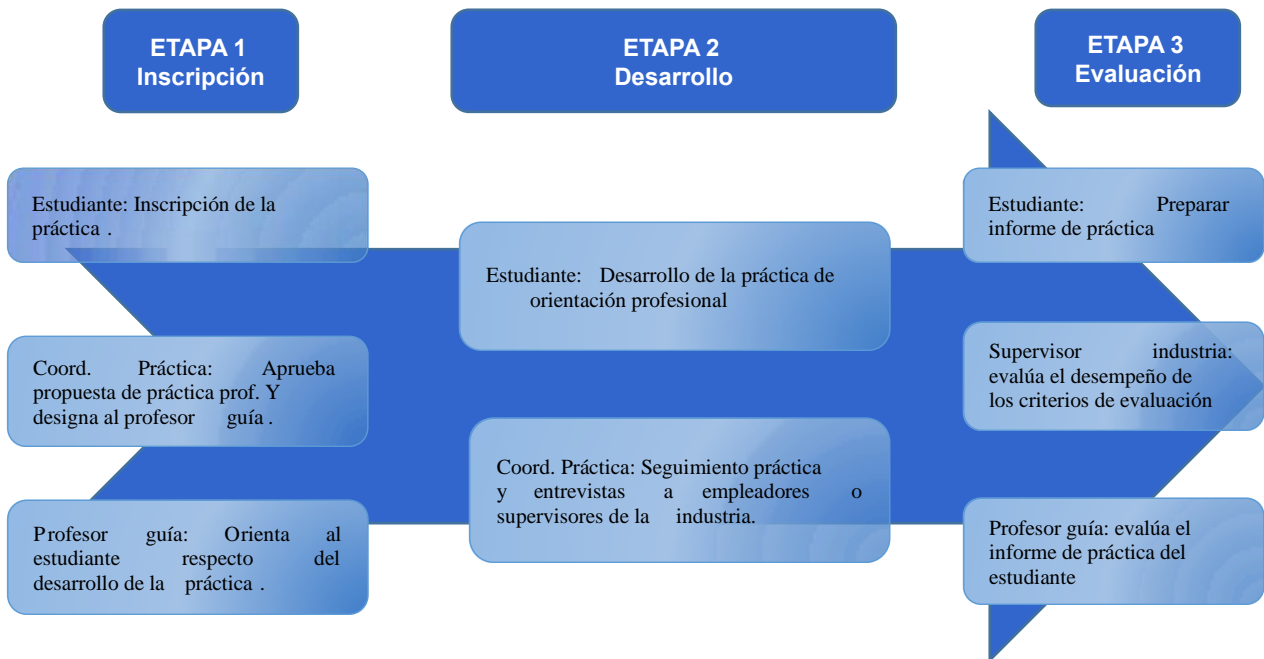 ETAPA 1
Inscripción
ETAPA 2
Desarrollo
ETAPA 3
Evaluación
Estudiante: Inscripción de la
práctica .
Coord. Práctica: Aprueba
propuesta de práctica prof. Y
designa al profesor guía .
Profesor guía: Orienta al
estudiante respecto del
desarrollo de la práctica .
Estudiante: Desarrollo de la práctica de
orientación profesional
Coord. Práctica: Seguimiento práctica
y entrevistas a empleadores o
supervisores de la industria.
Estudiante: Preparar
informe de práctica
Supervisor industria:
evalúa el desempeño de
los criterios de evaluación
Profesor guía: evalúa el
informe de práctica del
estudiante